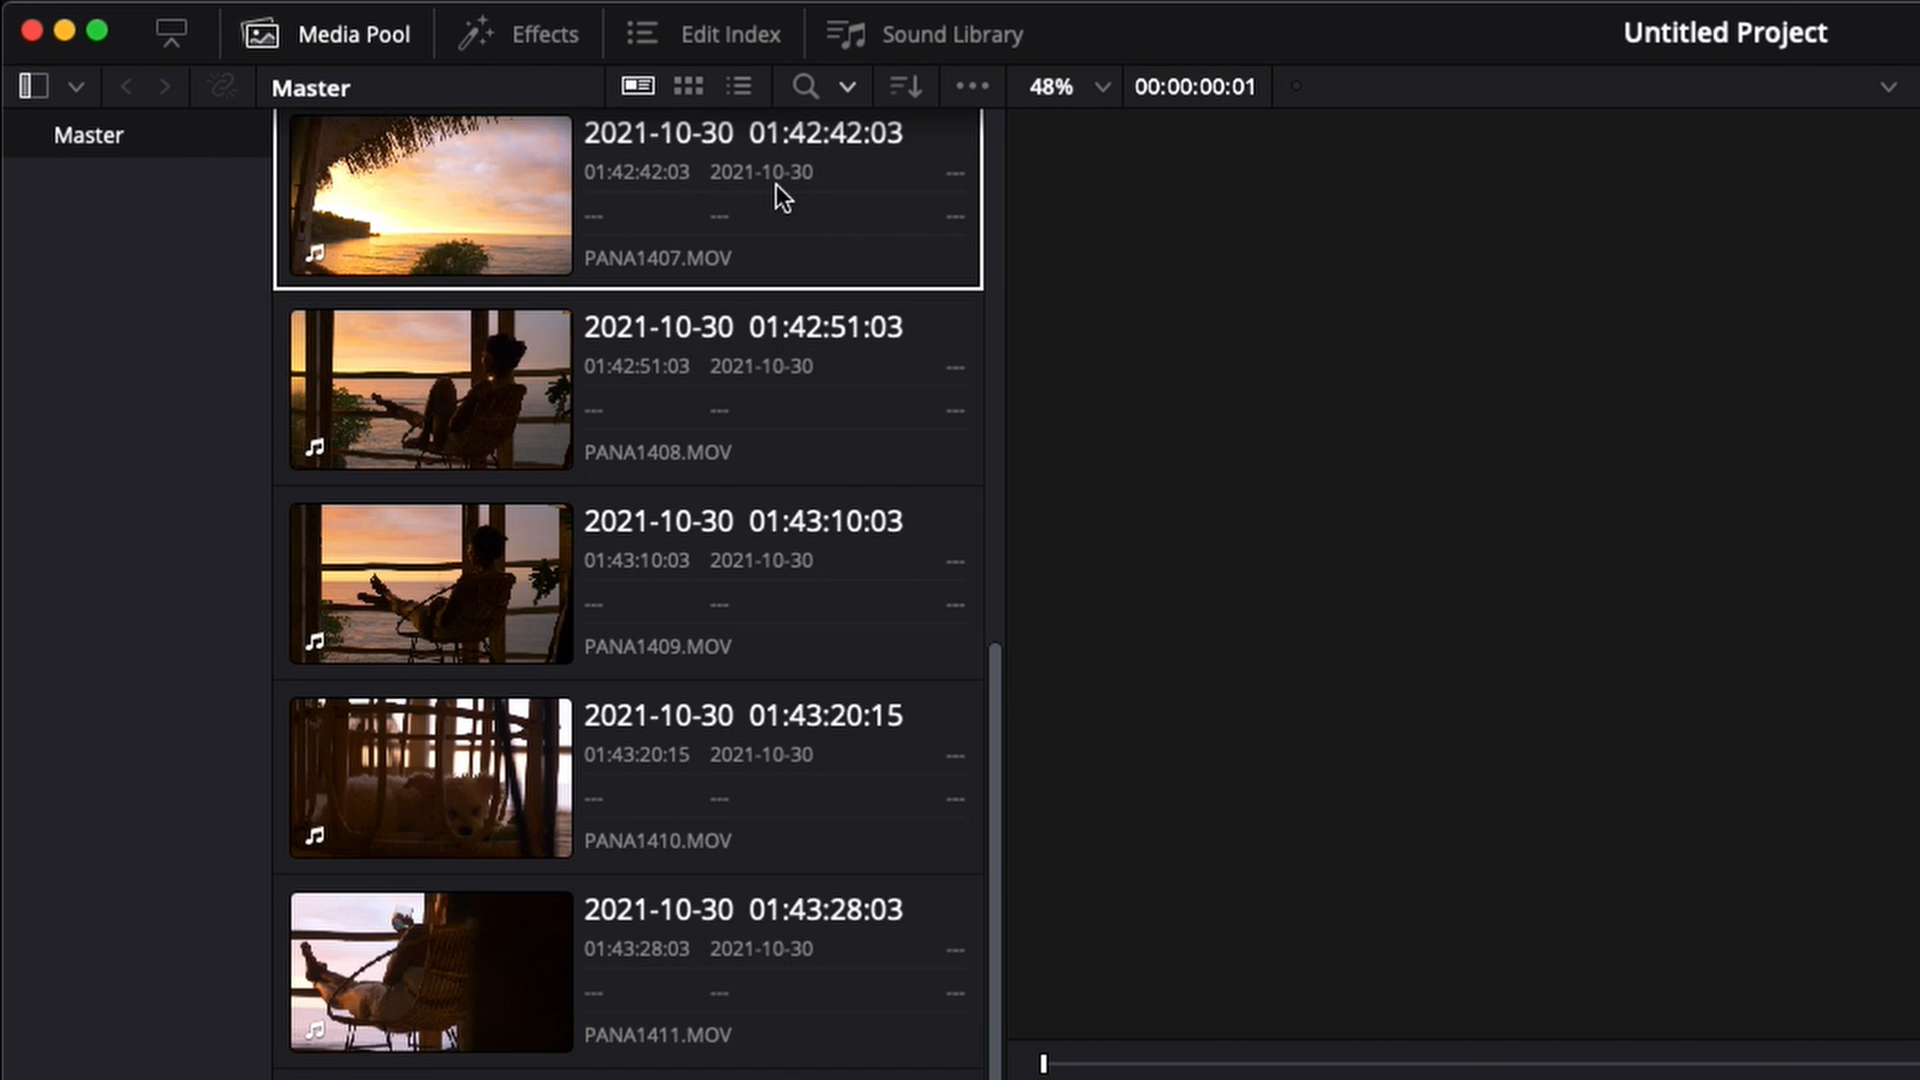 Media Pool Effects Edit Index Sound Library Untitled Project
Master 48% 00:00:00:01
Master
2021-10-30 01:42:42:03
01:42:42:03 2021-10-30 ---
--- --- ---
PANA1407.MOV
2021-10-30 01:42:51:03
01:42:51:03 2021-10-30 ---
--- --- ---
PANA1408.MOV
2021-10-30 01:43:10:03
01:43:10:03 2021-10-30 ---
--- --- ---
PANA1409.MOV
2021-10-30 01:43:20:15
01:43:20:15 2021-10-30 ---
--- --- ---
PANA1410.MOV
2021-10-30 01:43:28:03
01:43:28:03 2021-10-30 ---
--- --- ---
PANA1411.MOV